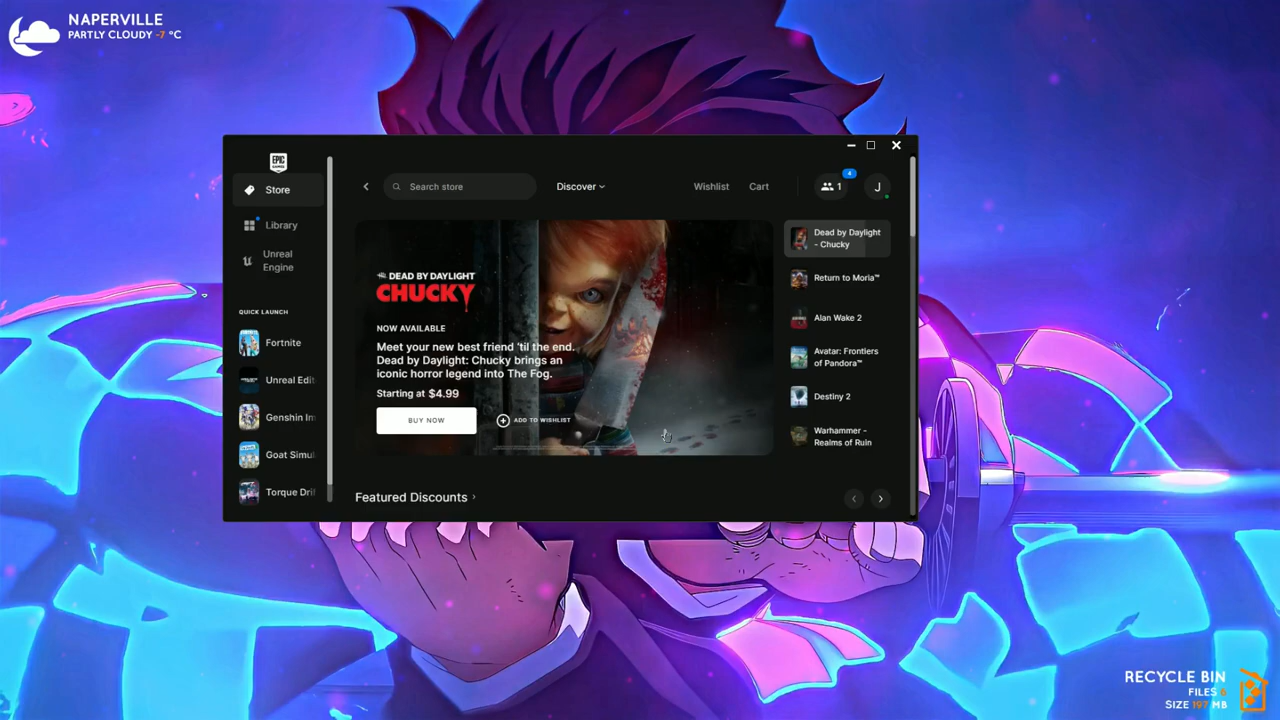 NAPERVILLE
PARTLY CLOUDY -7 °C
EPIC
GAMES
Store
Library
Unreal
Engine
QUICK LAUNCH
Fortnite
Unreal Edi
Genshin Im
Goat Simul
Torque Drif
Search store
Discover
Wishlist
Cart
1
4
J
DEAD BY DAYLIGHT
CHUCKY
NOW AVAILABLE
Meet your new best friend 'til the end.
Dead by Daylight: Chucky brings an
iconic horror legend into The Fog.
Starting at $4.99
BUY NOW
ADD TO WISHLIST
Dead by Daylight
- Chucky
Return to Moria™
Alan Wake 2
Avatar: Frontiers
of Pandora™
Destiny 2
Warhammer -
Realms of Ruin
Featured Discounts
RECYCLE BIN
FILES 6
SIZE 197 MB